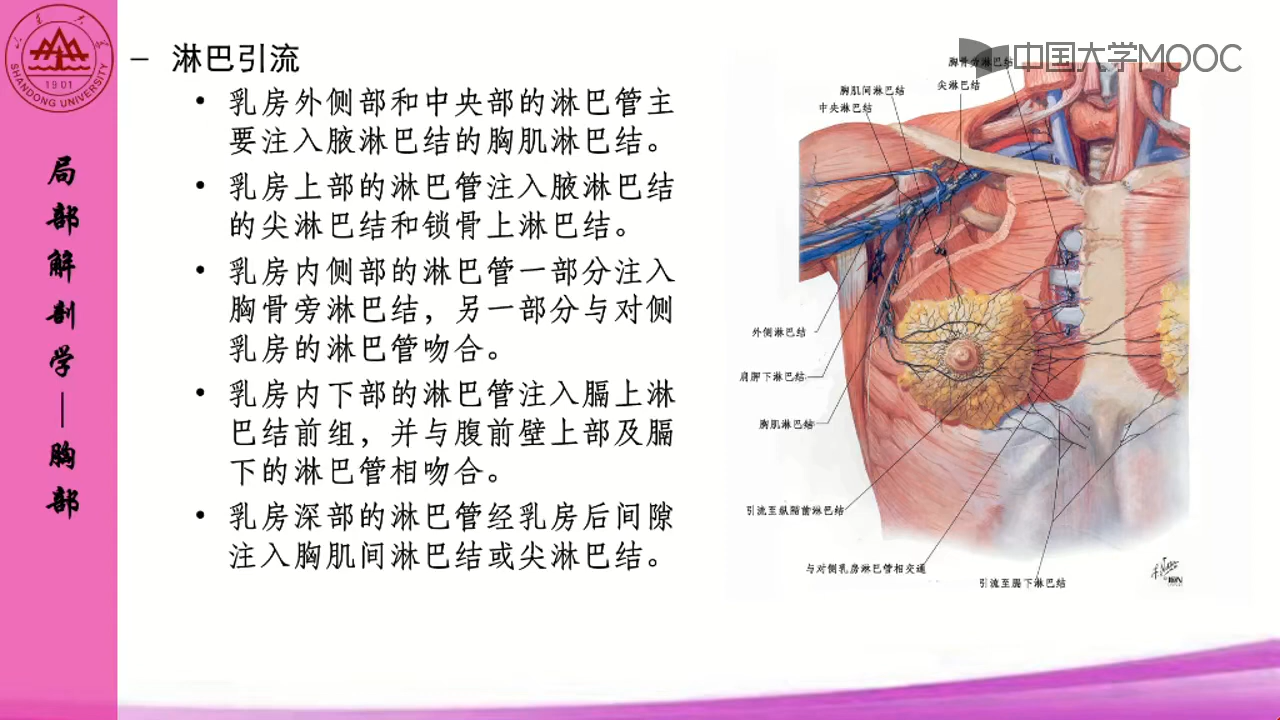 SHANDONG UNIVERSITY
1901
局部解剖学—胸部
– 淋巴引流
• 乳房外侧部和中央部的淋巴管主
要注入腋淋巴结的胸肌淋巴结。
• 乳房上部的淋巴管注入腋淋巴结
的尖淋巴结和锁骨上淋巴结。
• 乳房内侧部的淋巴管一部分注入
胸骨旁淋巴结，另一部分与对侧
乳房的淋巴管吻合。
• 乳房内下部的淋巴管注入膈上淋
巴结前组，并与腹前壁上部及膈
下的淋巴管相吻合。
• 乳房深部的淋巴管经乳房后间隙
注入胸肌间淋巴结或尖淋巴结。
中国大学MOOC
尖淋巴结
胸肌间淋巴结
中央淋巴结
外侧淋巴结
肩胛下淋巴结
胸肌淋巴结
引流至纵隔前淋巴结
与对侧乳房淋巴管相交通
引流至膈下淋巴结